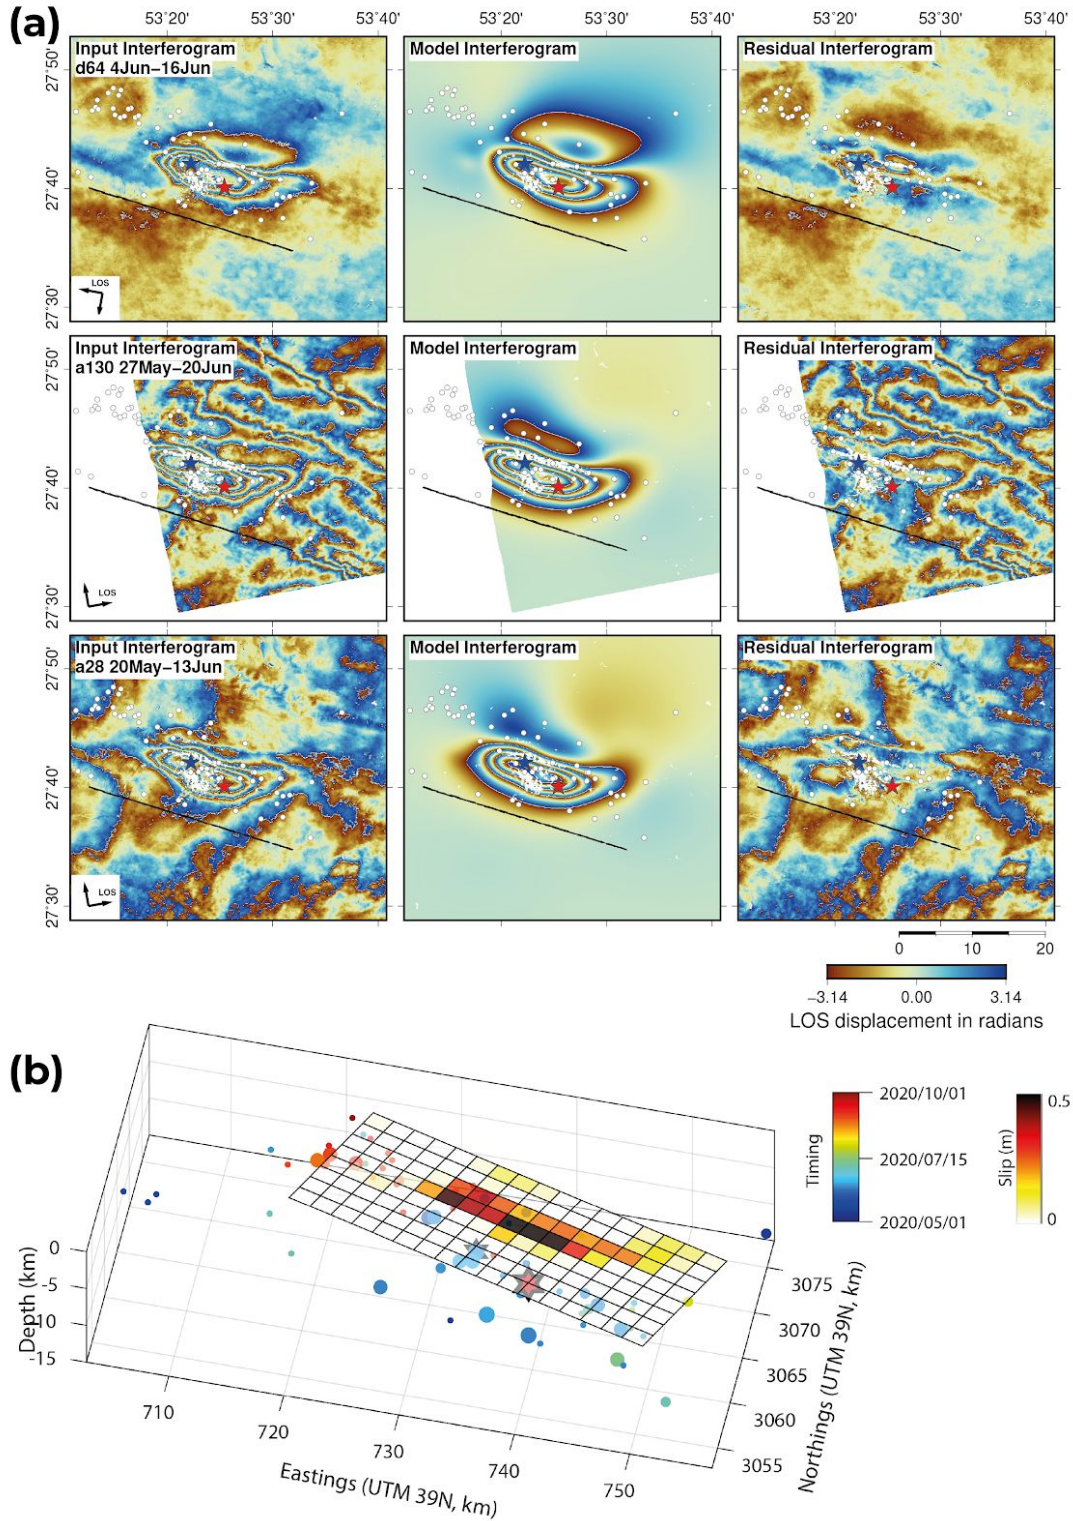 (a)
53°20' 53°30' 53°40' 53°20' 53°30' 53°40' 53°20' 53°30' 53°40'
Input Interferogram
d64 4Jun–16Jun
Model Interferogram
Residual Interferogram
27°50'
27°40'
27°30'
LOS
Input Interferogram
a130 27May–20Jun
Model Interferogram
Residual Interferogram
27°50'
27°40'
27°30'
LOS
Input Interferogram
a28 20May–13Jun
Model Interferogram
Residual Interferogram
27°50'
27°40'
27°30'
LOS
0 10 20
−3.14 0.00 3.14
LOS displacement in radians
(b)
Timing
2020/10/01
2020/07/15
2020/05/01
Slip (m)
0.5
0
Depth (km)
0
-5
-10
-15
710
720
730
740
750
Eastings (UTM 39N, km)
3075
3070
3065
3060
3055
Northings (UTM 39N, km)